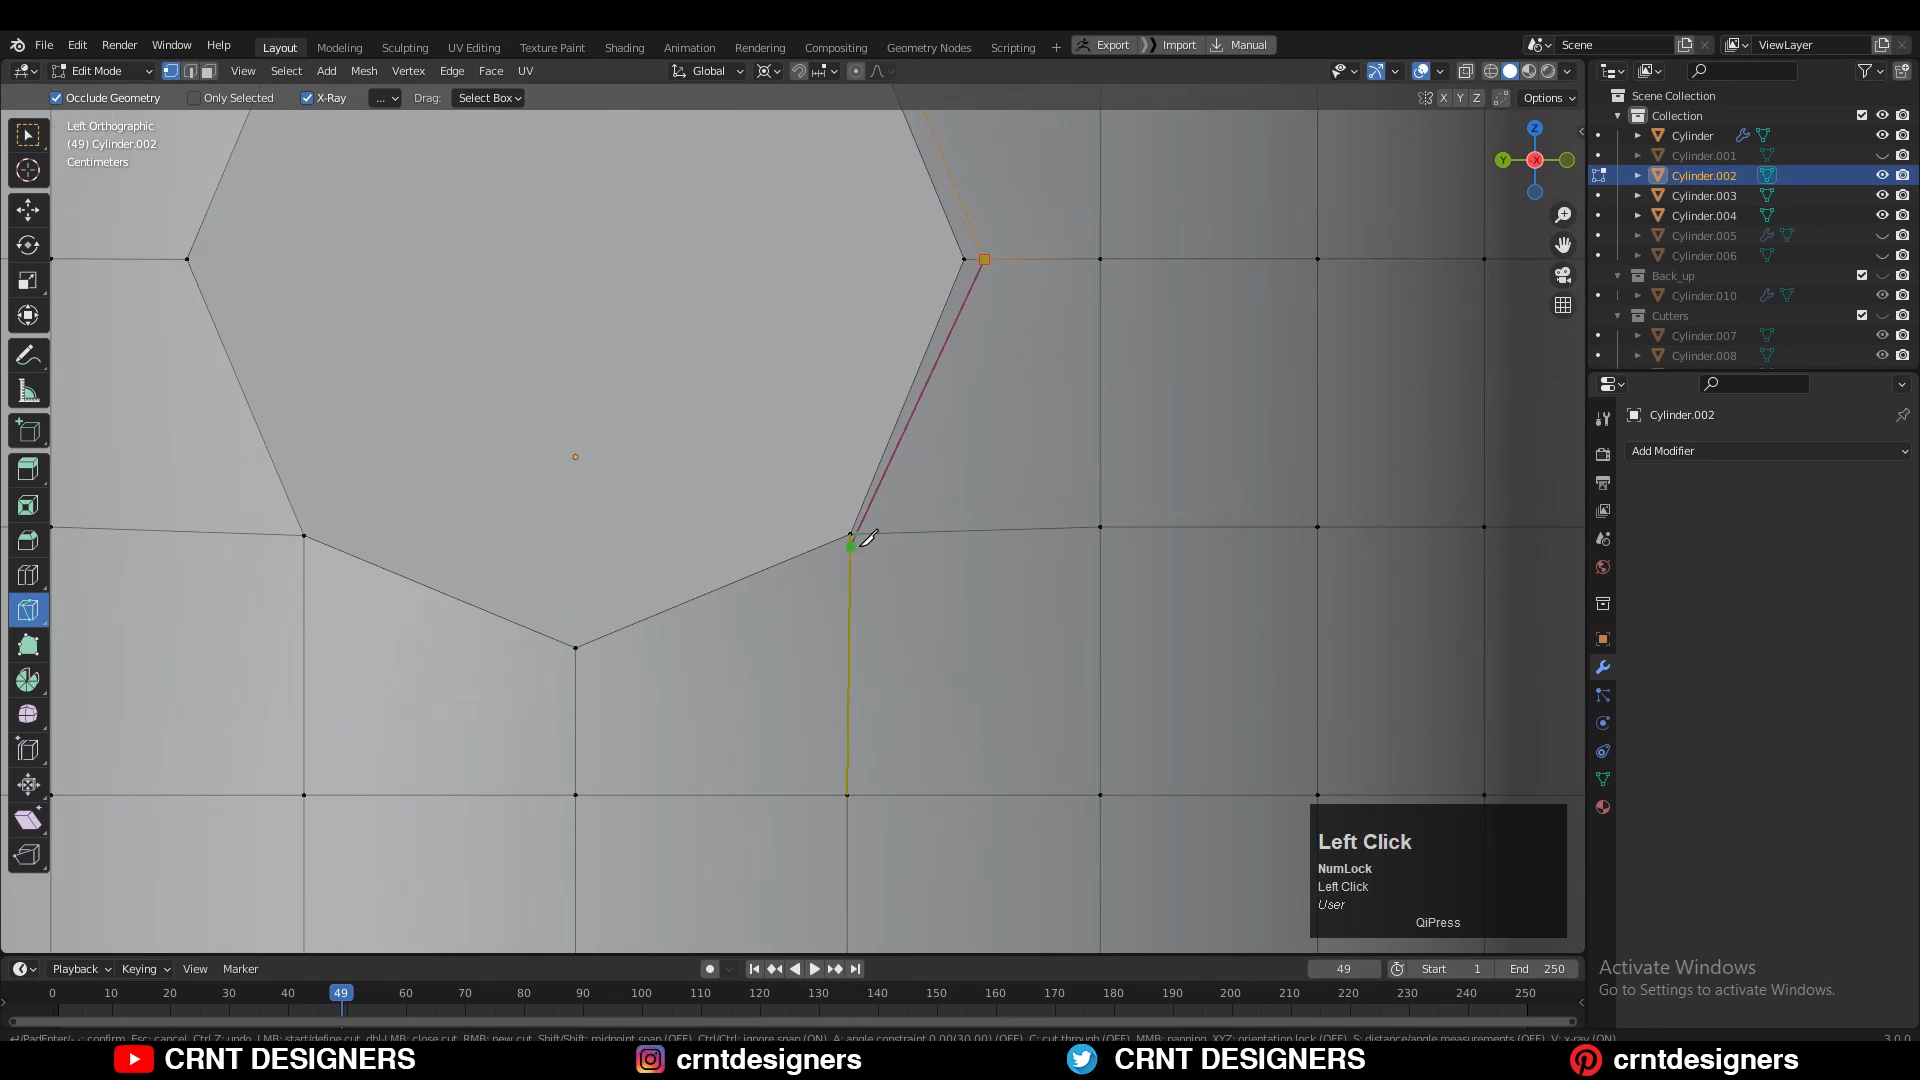 File Edit Render Window Help Layout Modeling Sculpting UV Editing Texture Paint Shading Animation Rendering Compositing Geometry Nodes Scripting + Export Import Manual Scene ViewLayer
Edit Mode View Select Add Mesh Vertex Edge Face UV Global
Occlude Geometry Only Selected X-Ray ... Drag: Select Box X Y Z Options
Left Orthographic
(49) Cylinder.002
Centimeters
Z
Y
-X
Scene Collection
Collection
Cylinder
Cylinder.001
Cylinder.002
Cylinder.003
Cylinder.004
Cylinder.005
Cylinder.006
Back_up
Cylinder.010
Cutters
Cylinder.007
Cylinder.008
Cylinder.002
Add Modifier
Left Click
NumLock
Left Click
User
QiPress
Activate Windows
Go to Settings to activate Windows.
Playback Keying View Marker 49 Start 1 End 250
0 10 20 30 40 49 60 70 80 90 100 110 120 130 140 150 160 170 180 190 200 210 220 230 240 250
CRNT DESIGNERS crntdesigners CRNT DESIGNERS crntdesigners